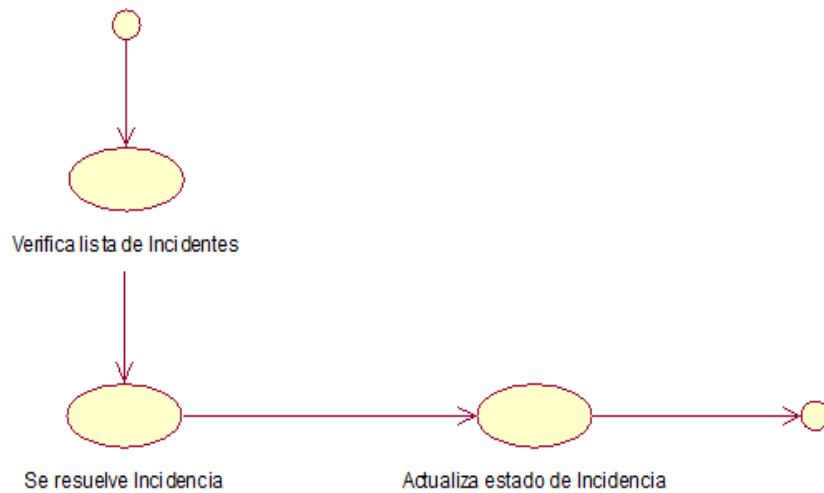 Verifica lista de Incidentes
Se resuelve Incidencia
Actualiza estado de Incidencia